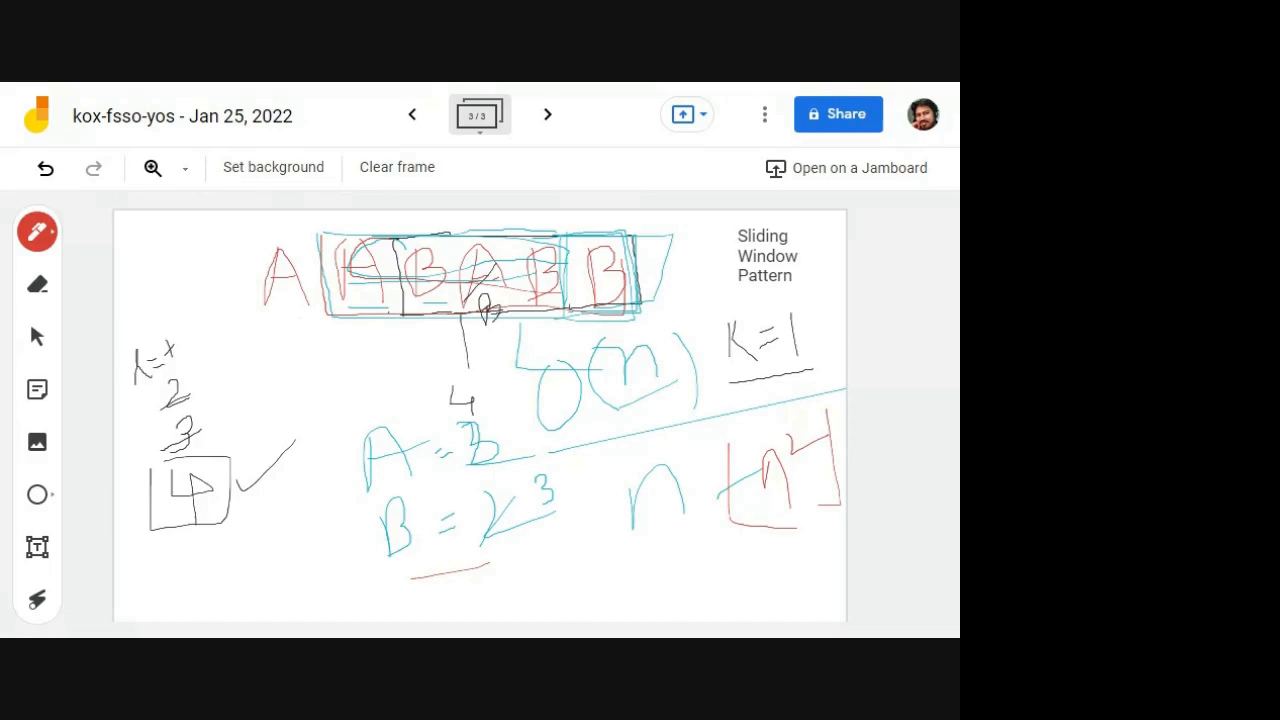 kox-fsso-yos - Jan 25, 2022
3 / 3
Share
Set background
Clear frame
Open on a Jamboard
Sliding
Window
Pattern
A A B A B B
B
4
O(n)
K=1
2
3
4
A = 3
B = 2 3
n
n²